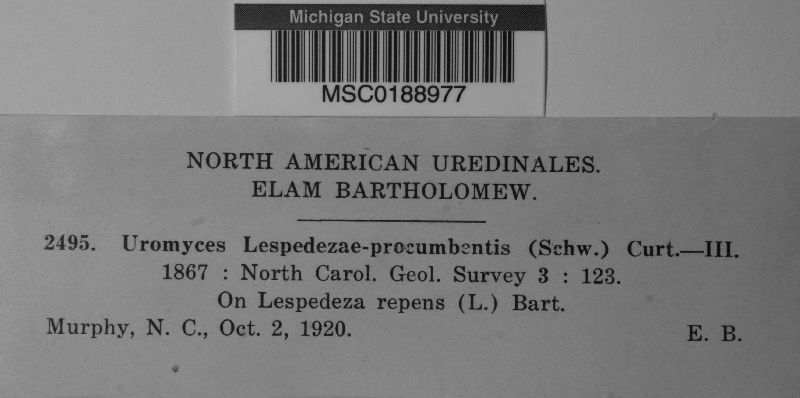 Michigan State University
MSC0188977
NORTH AMERICAN UREDINALES.
ELAM BARTHOLOMEW.
2495. Uromyces Lespedezae-procumbentis (Schw.) Curt.—III.
1867 : North Carol. Geol. Survey 3 : 123.
On Lespedeza repens (L.) Bart.
Murphy, N. C., Oct. 2, 1920. E. B.